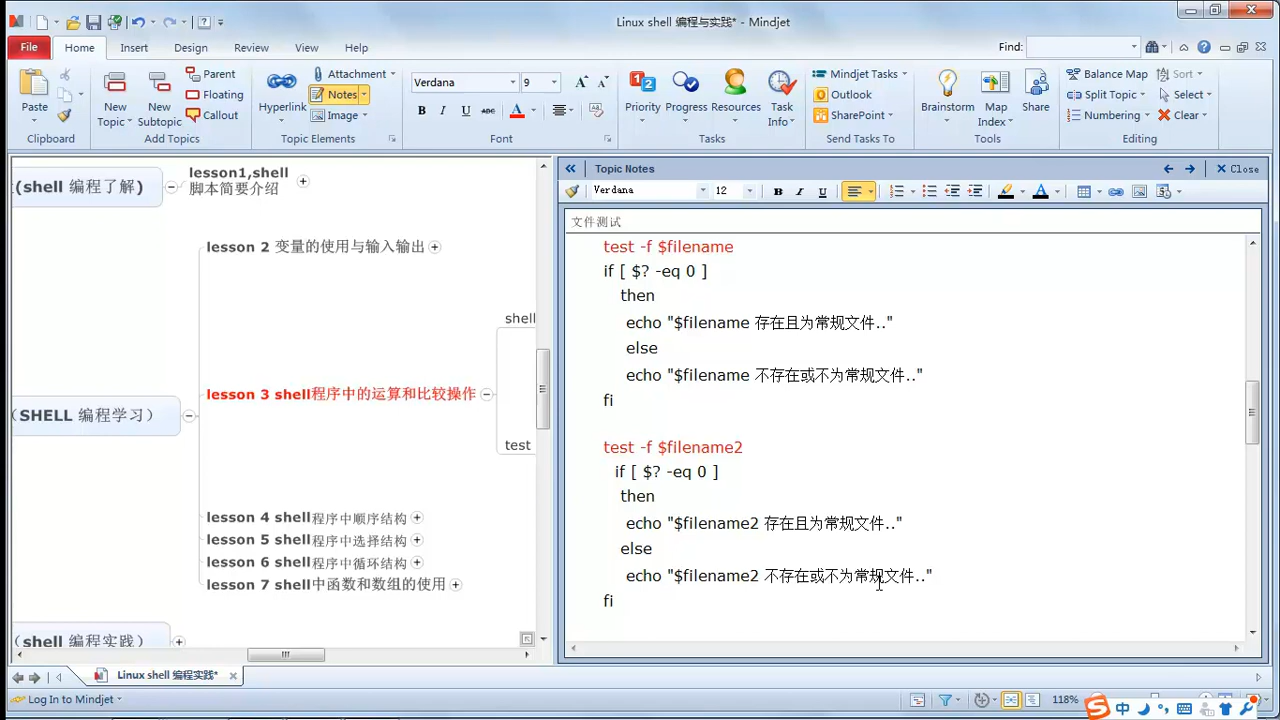 Linux shell 编程与实践* - Mindjet
File
Home
Insert
Design
Review
View
Help
Find:
Paste
Clipboard
New Topic
New Subtopic
Parent
Floating
Callout
Add Topics
Hyperlink
Attachment
Notes
Image
Topic Elements
Verdana
9
B I U abc A
Font
Priority
Progress
Resources
Task Info
Tasks
Mindjet Tasks
Outlook
SharePoint
Send Tasks To
Brainstorm
Map Index
Share
Tools
Balance Map
Split Topic
Numbering
Sort
Select
Clear
Editing
(shell 编程了解)
lesson1,shell
脚本简要介绍
lesson 2 变量的使用与输入输出
shell
lesson 3 shell程序中的运算和比较操作
(SHELL 编程学习)
test
lesson 4 shell程序中顺序结构
lesson 5 shell程序中选择结构
lesson 6 shell程序中循环结构
lesson 7 shell中函数和数组的使用
(shell 编程实践)
Topic Notes
Close
Verdana
12
B I U
A
文件测试
test -f $filename
if [ $? -eq 0 ]
then
echo "$filename 存在且为常规文件.."
else
echo "$filename 不存在或不为常规文件.."
fi
test -f $filename2
if [ $? -eq 0 ]
then
echo "$filename2 存在且为常规文件.."
else
echo "$filename2 不存在或不为常规文件.."
fi
Linux shell 编程实践*
Log In to Mindjet
118%
中